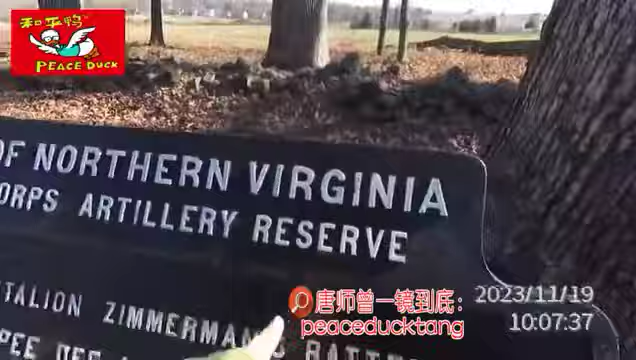 和平鸭
PEACE DUCK
OF NORTHERN VIRGINIA
ORPS ARTILLERY RESERVE
TALION ZIMMERMAN'S
唐师曾一镜到底：
peaceducktang
2023/11/19
10:07:37